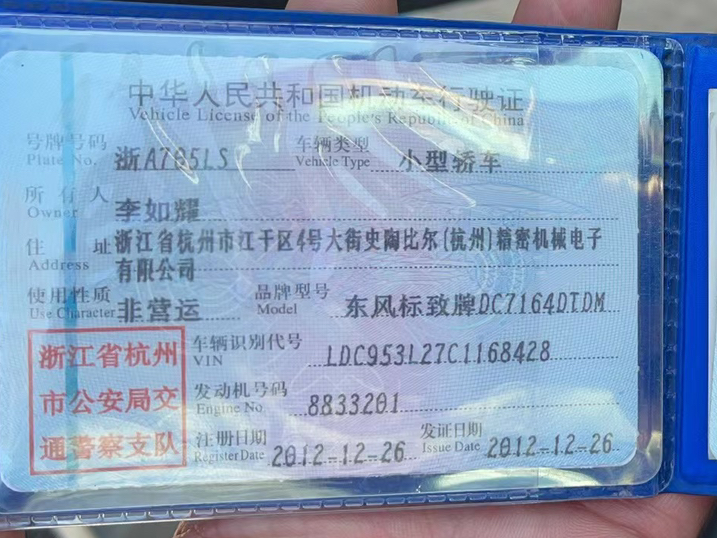 中华人民共和国机动车行驶证
Vehicle License of the People's Republic of China
号牌号码 浙A785LS 车辆类型 小型轿车
Plate No. Vehicle Type
所有人 李如耀
Owner
住址 浙江省杭州市江干区4号大街史陶比尔(杭州)精密机械电子
Address 有限公司
使用性质 非营运 品牌型号 东风标致牌DC7164DTDM
Use Character Model
浙江省杭州
市公安局交
通警察支队
车辆识别代号 LDC953L27C1168428
VIN
发动机号码 8833201
Engine No.
注册日期 2012-12-26 发证日期 2012-12-26
Register Date Issue Date